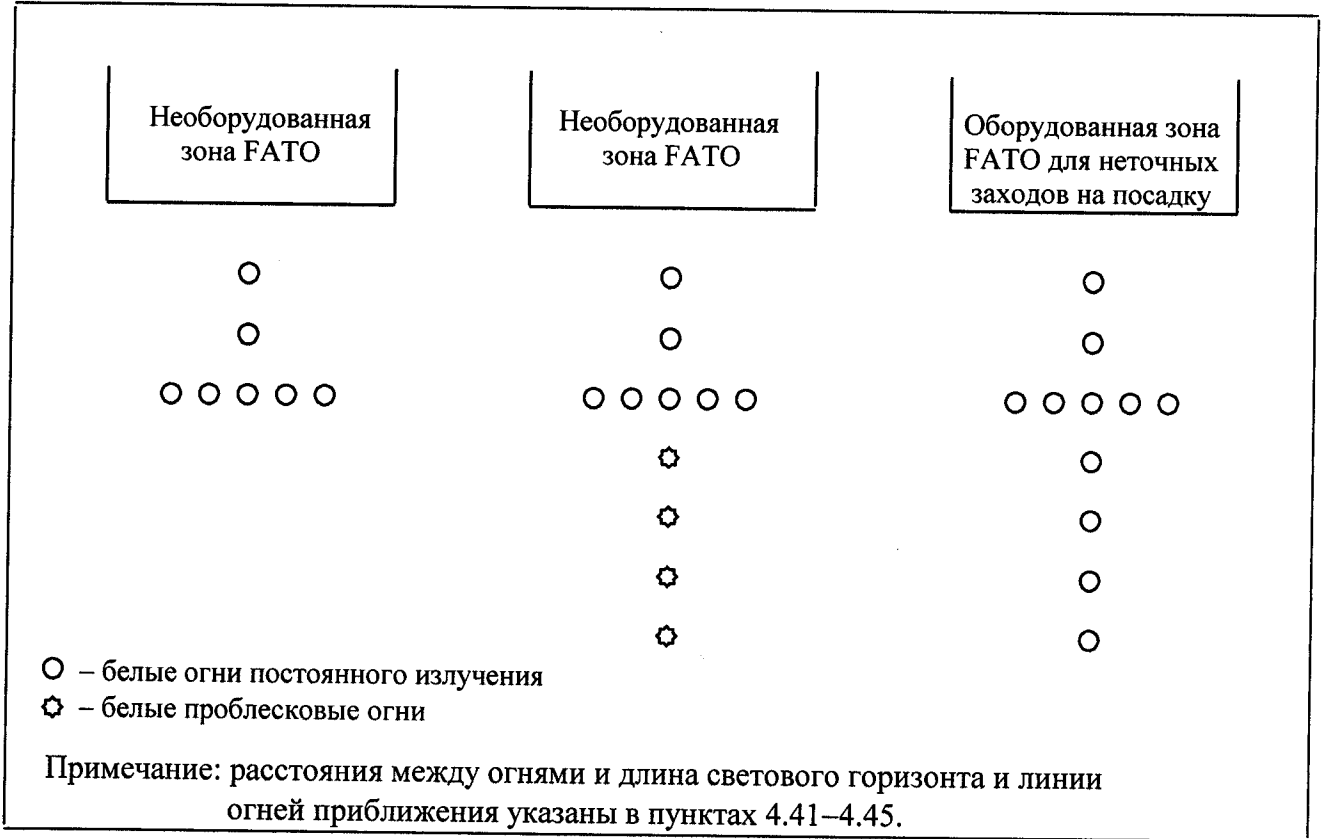 Необорудованная
зона FATO
Необорудованная
зона FATO
Оборудованная зона
FATO для неточных
заходов на посадку
– белые огни постоянного излучения
– белые проблесковые огни
Примечание: расстояния между огнями и длина светового горизонта и линии
огней приближения указаны в пунктах 4.41–4.45.